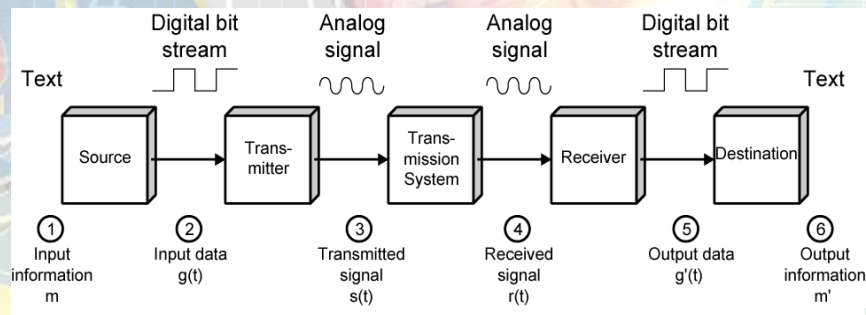 Digital bit
stream
Analog
signal
Analog
signal
Digital bit
stream
Text
Text
Source
Trans-
mitter
Trans-
mission
System
Receiver
Destination
1
2
3
4
5
6
Input
information
m
Input data
g(t)
Transmitted
signal
s(t)
Received
signal
r(t)
Output data
g'(t)
Output
information
m'